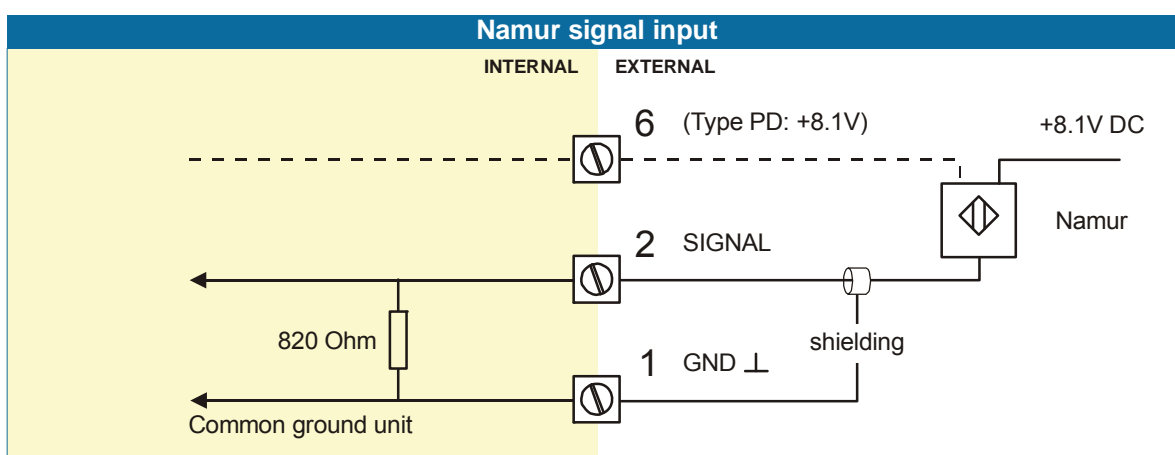 Namur signal input
INTERNAL EXTERNAL
6 (Type PD: +8.1V) +8.1V DC
Namur
2 SIGNAL
820 Ohm
shielding
1 GND ⊥
Common ground unit